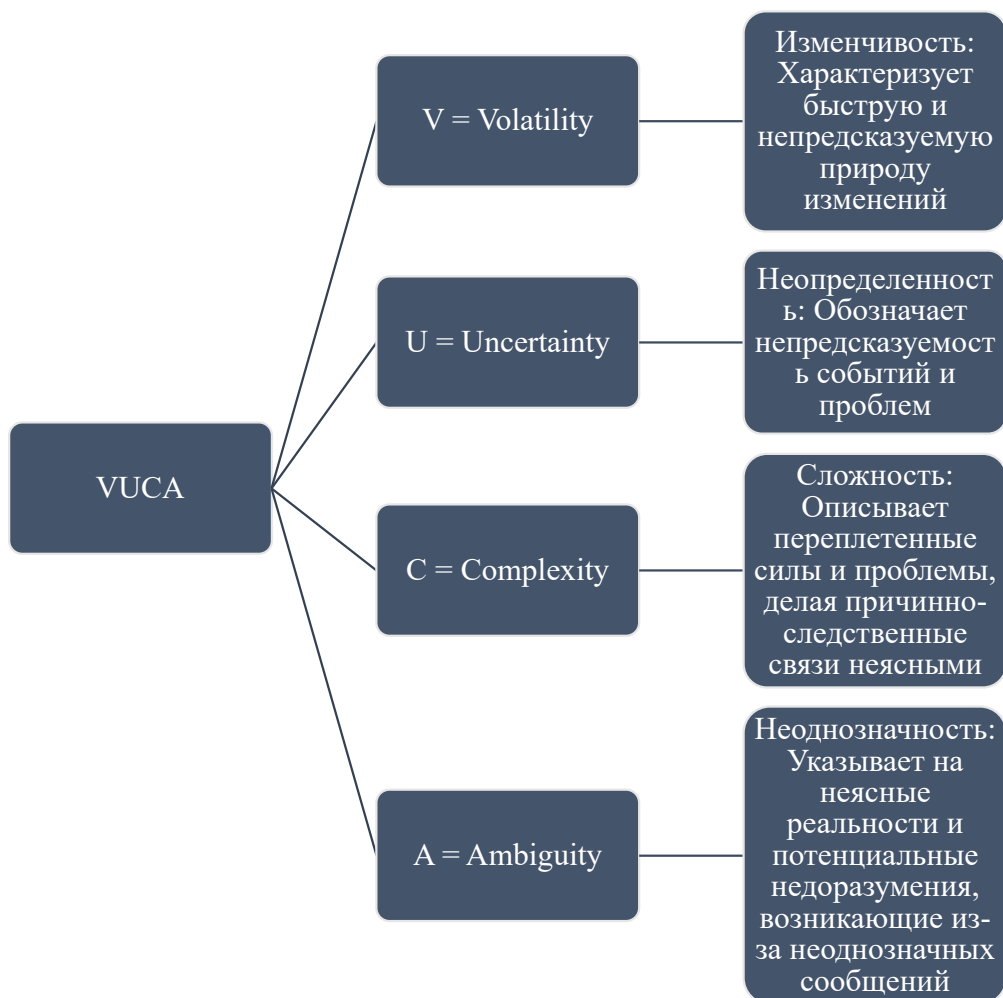 VUCA
V = Volatility
Изменчивость:
Характеризует
быструю и
непредсказуемую
природу
изменений
U = Uncertainty
Неопределенност
ь: Обозначает
непредсказуемост
ь событий и
проблем
C = Complexity
Сложность:
Описывает
переплетенные
силы и проблемы,
делая причинно-
следственные
связи неясными
A = Ambiguity
Неоднозначность:
Указывает на
неясные
реальности и
потенциальные
недоразумения,
возникающие из-
за неоднозначных
сообщений